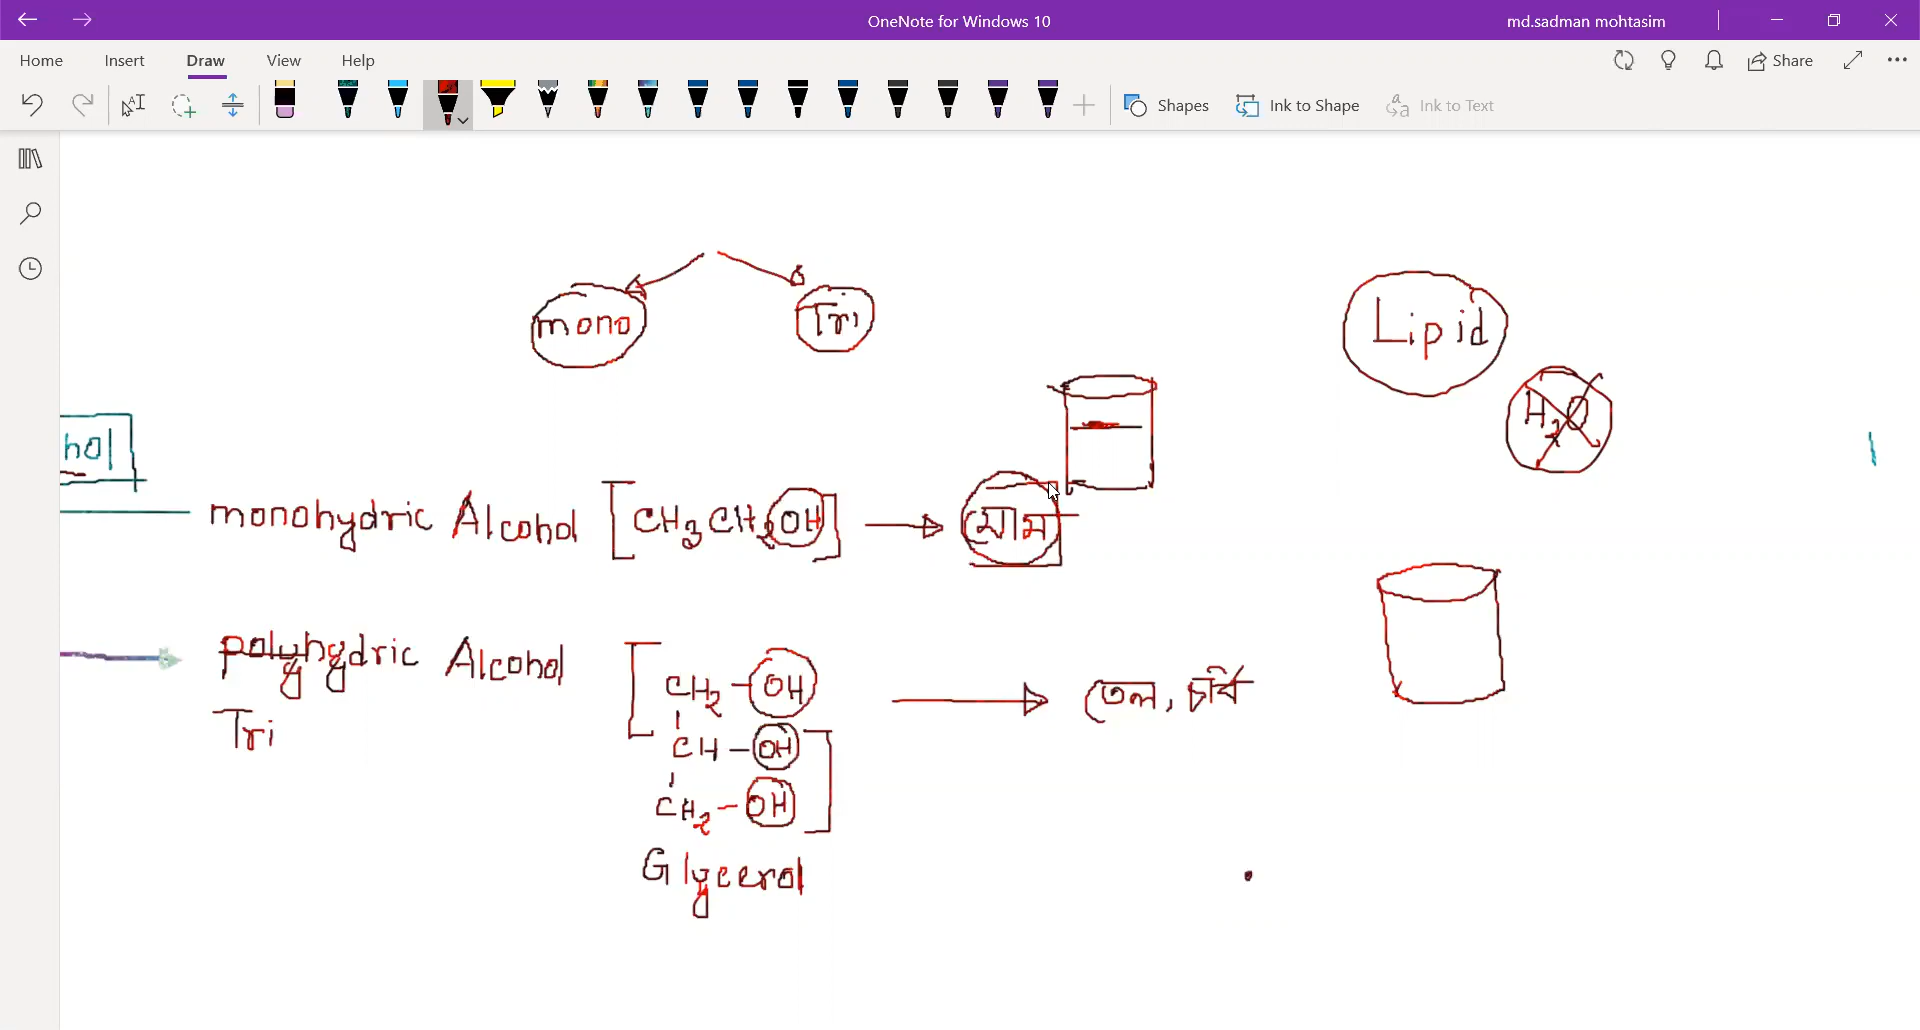 OneNote for Windows 10
md.sadman mohtasim
Home Insert Draw View Help
Share
Shapes Ink to Shape Ink to Text
mono Tri
Lipid
H2O
hol
monohydric Alcohol [CH3CH2OH] মোম
polyhydric Alcohol
Tri
[CH2-OH
CH-OH
CH2-OH]
তেল, চর্বি
Glycerol